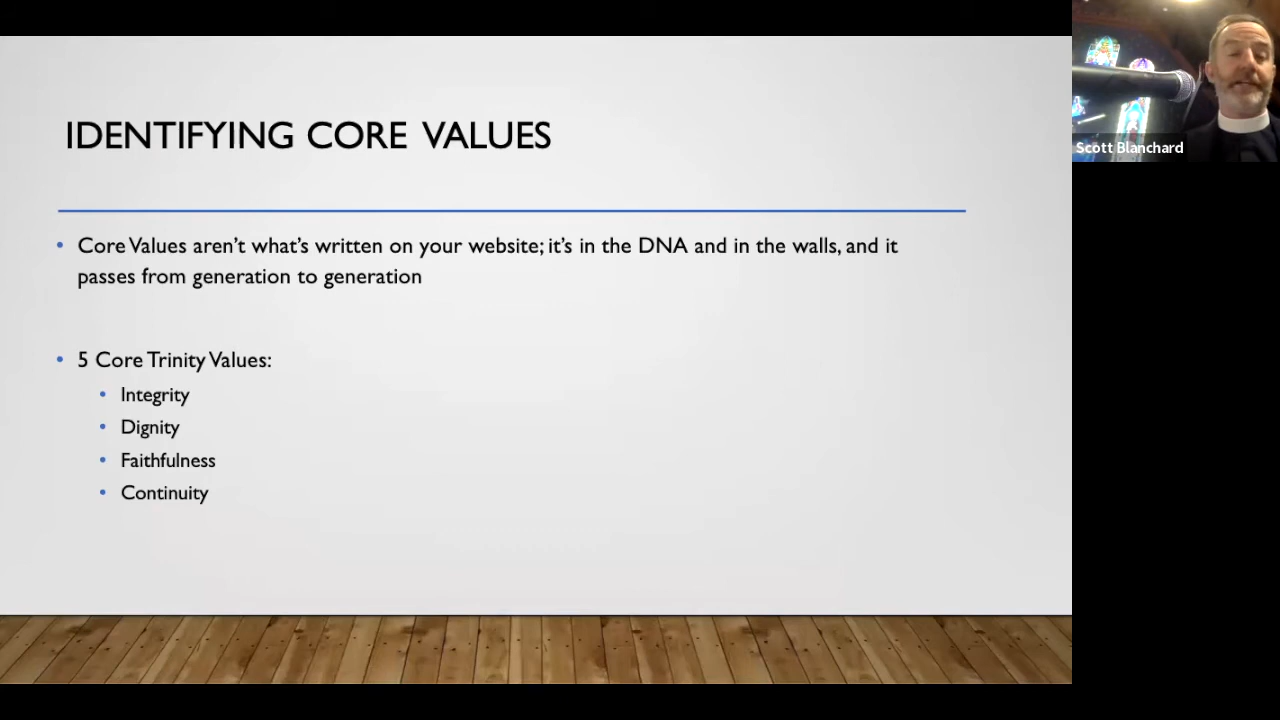 IDENTIFYING CORE VALUES
• Core Values aren't what's written on your website; it's in the DNA and in the walls, and it
passes from generation to generation
• 5 Core Trinity Values:
• Integrity
• Dignity
• Faithfulness
• Continuity
Scott Blanchard